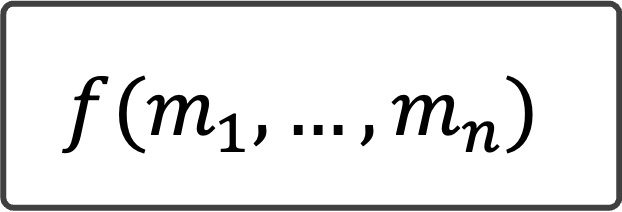 f(m₁, … , mₙ)